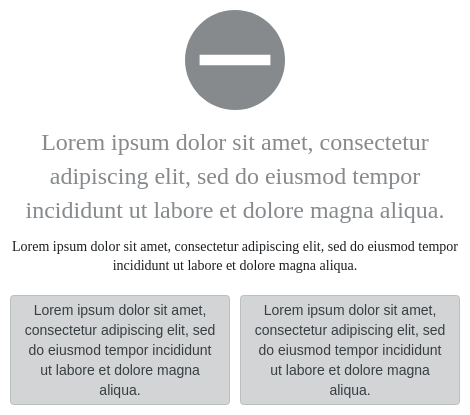 Lorem ipsum dolor sit amet, consectetur
adipiscing elit, sed do eiusmod tempor
incididunt ut labore et dolore magna aliqua.
Lorem ipsum dolor sit amet, consectetur adipiscing elit, sed do eiusmod tempor
incididunt ut labore et dolore magna aliqua.
Lorem ipsum dolor sit amet,
consectetur adipiscing elit, sed
do eiusmod tempor incididunt
ut labore et dolore magna
aliqua.
Lorem ipsum dolor sit amet,
consectetur adipiscing elit, sed
do eiusmod tempor incididunt
ut labore et dolore magna
aliqua.